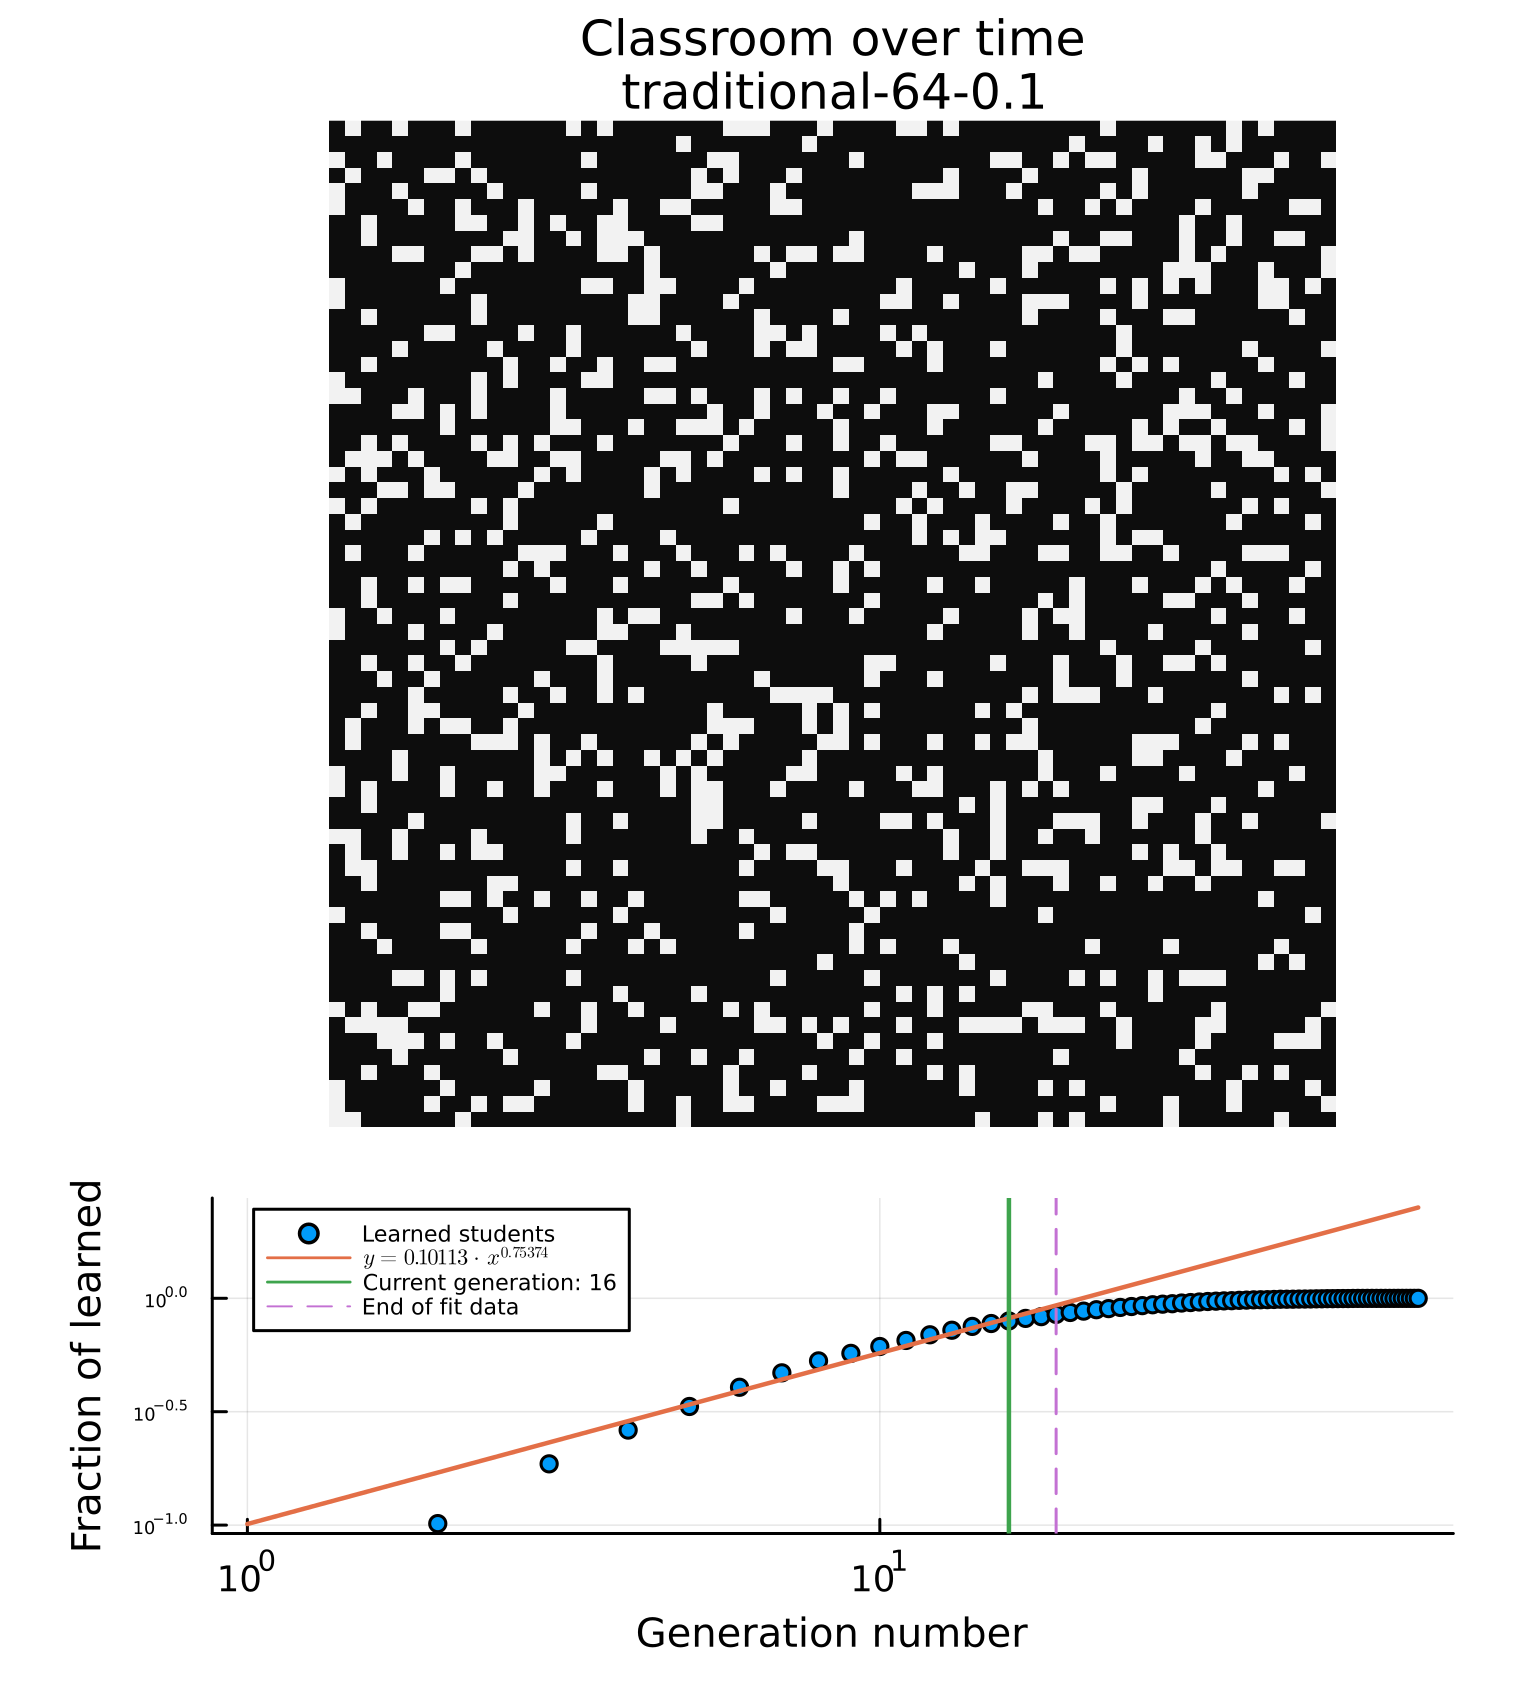 Classroom over time
traditional-64-0.1
Fraction of learned
Learned students
y = 0.10113 · x^0.75374
Current generation: 16
End of fit data
10^0.0
10^−0.5
10^−1.0
10^0
10^1
Generation number